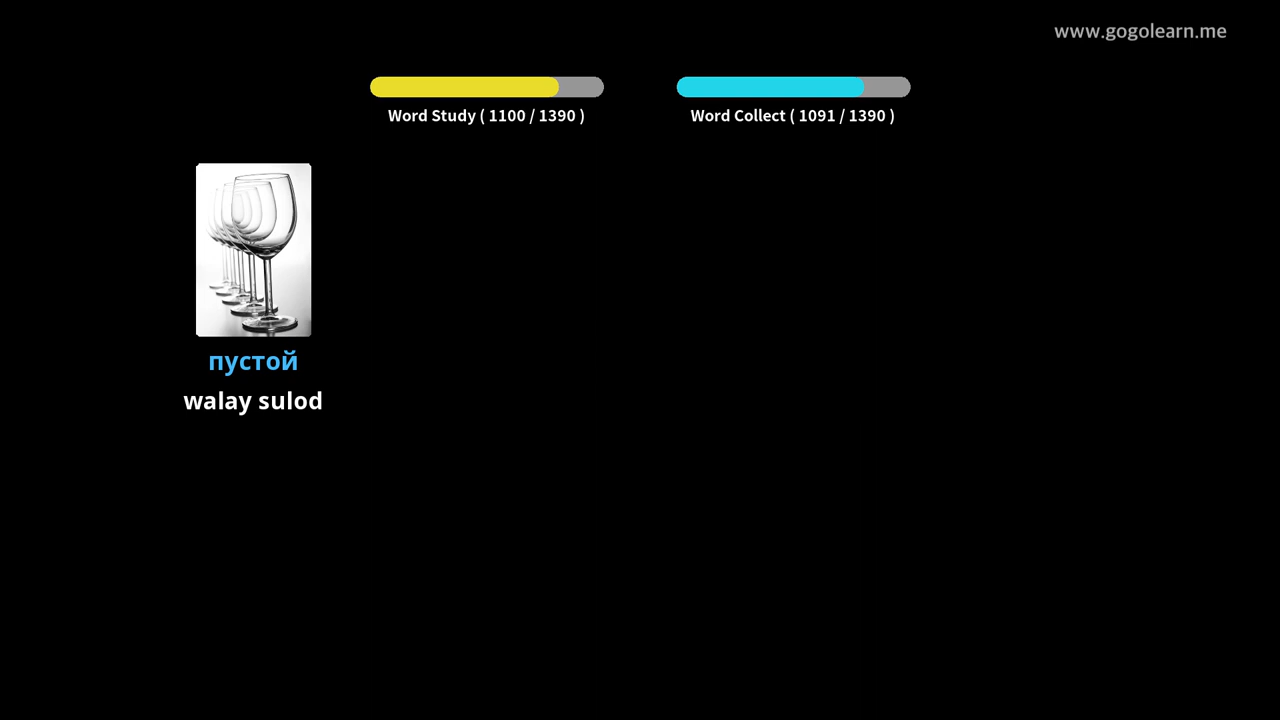 www.gogolearn.me
Word Study ( 1100 / 1390 )
Word Collect ( 1091 / 1390 )
пустой
walay sulod